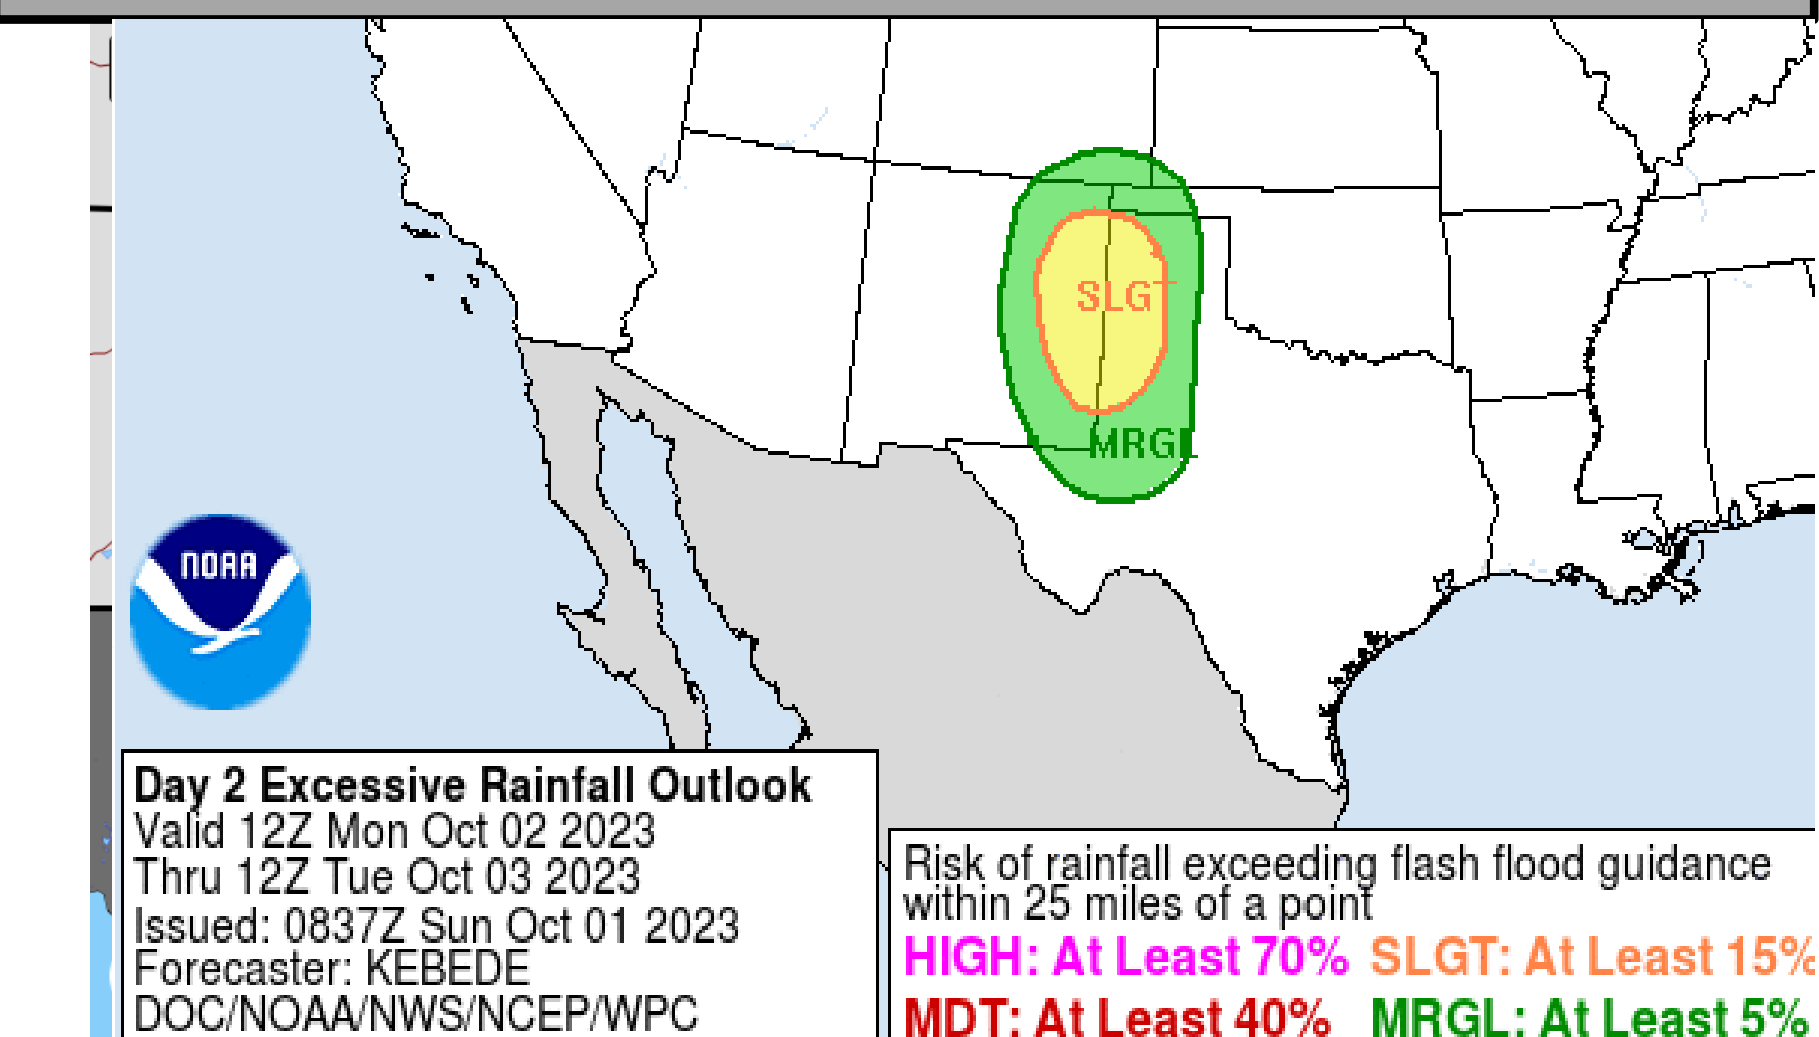 SLGT
MRGL
NOAA
Day 2 Excessive Rainfall Outlook
Valid 12Z Mon Oct 02 2023
Thru 12Z Tue Oct 03 2023
Issued: 0837Z Sun Oct 01 2023
Forecaster: KEBEDE
DOC/NOAA/NWS/NCEP/WPC
Risk of rainfall exceeding flash flood guidance
within 25 miles of a point
HIGH: At Least 70% SLGT: At Least 15%
MDT: At Least 40% MRGL: At Least 5%